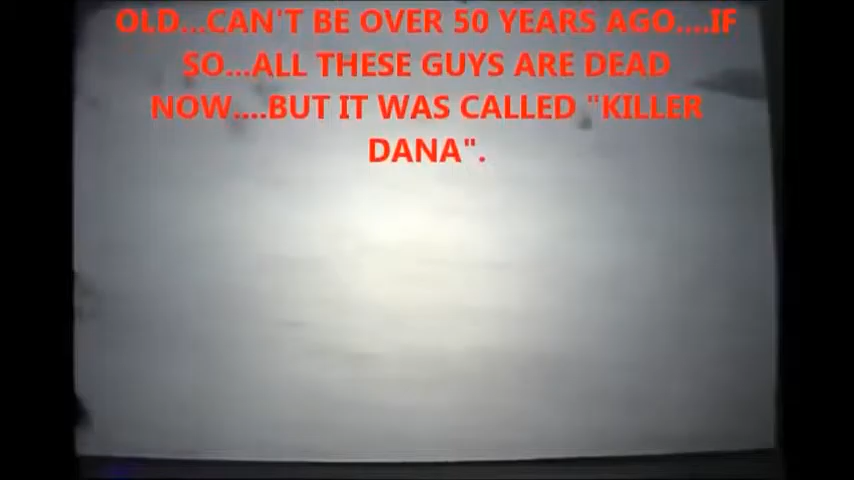 OLD...CAN'T BE OVER 50 YEARS AGO....IF
SO...ALL THESE GUYS ARE DEAD
NOW....BUT IT WAS CALLED "KILLER
DANA".